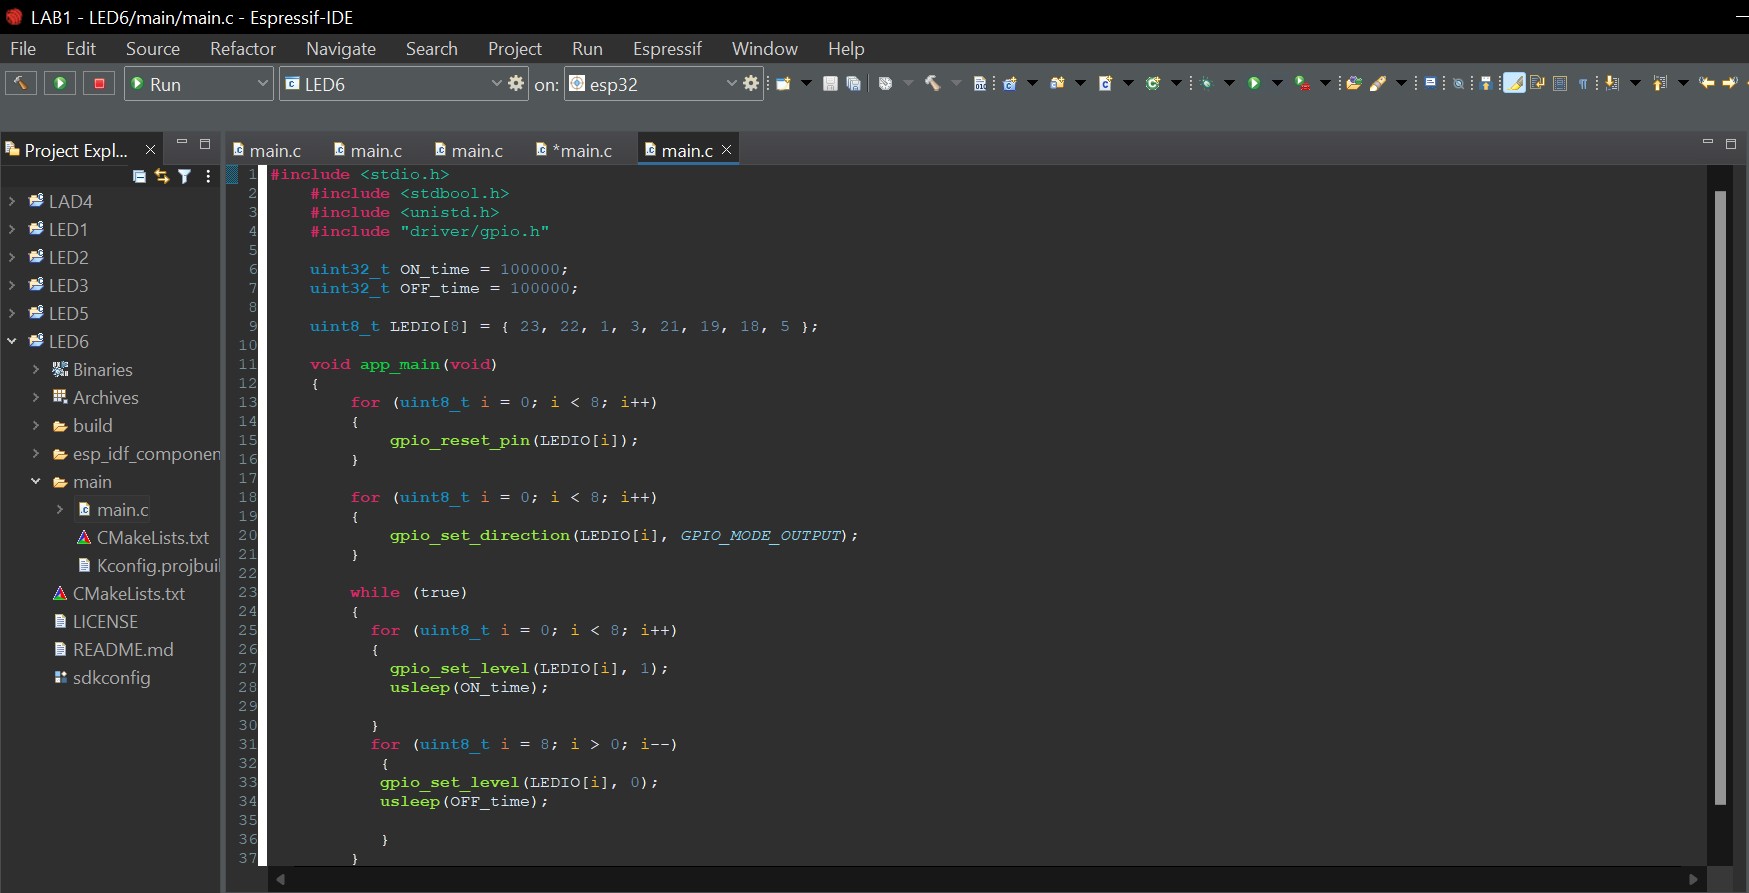 LAB1 - LED6/main/main.c - Espressif-IDE
File Edit Source Refactor Navigate Search Project Run Espressif Window Help
Run LED6 on: esp32
Project Expl...
main.c main.c main.c *main.c main.c
LAD4
LED1
LED2
LED3
LED5
LED6
Binaries
Archives
build
esp_idf_componen
main
main.c
CMakeLists.txt
Kconfig.projbuil
CMakeLists.txt
LICENSE
README.md
sdkconfig
1 #include <stdio.h>
2 #include <stdbool.h>
3 #include <unistd.h>
4 #include "driver/gpio.h"
5
6 uint32_t ON_time = 100000;
7 uint32_t OFF_time = 100000;
8
9 uint8_t LEDIO[8] = { 23, 22, 1, 3, 21, 19, 18, 5 };
10
11 void app_main(void)
12 {
13 for (uint8_t i = 0; i < 8; i++)
14 {
15 gpio_reset_pin(LEDIO[i]);
16 }
17
18 for (uint8_t i = 0; i < 8; i++)
19 {
20 gpio_set_direction(LEDIO[i], GPIO_MODE_OUTPUT);
21 }
22
23 while (true)
24 {
25 for (uint8_t i = 0; i < 8; i++)
26 {
27 gpio_set_level(LEDIO[i], 1);
28 usleep(ON_time);
29
30 }
31 for (uint8_t i = 8; i > 0; i--)
32 {
33 gpio_set_level(LEDIO[i], 0);
34 usleep(OFF_time);
35
36 }
37 }